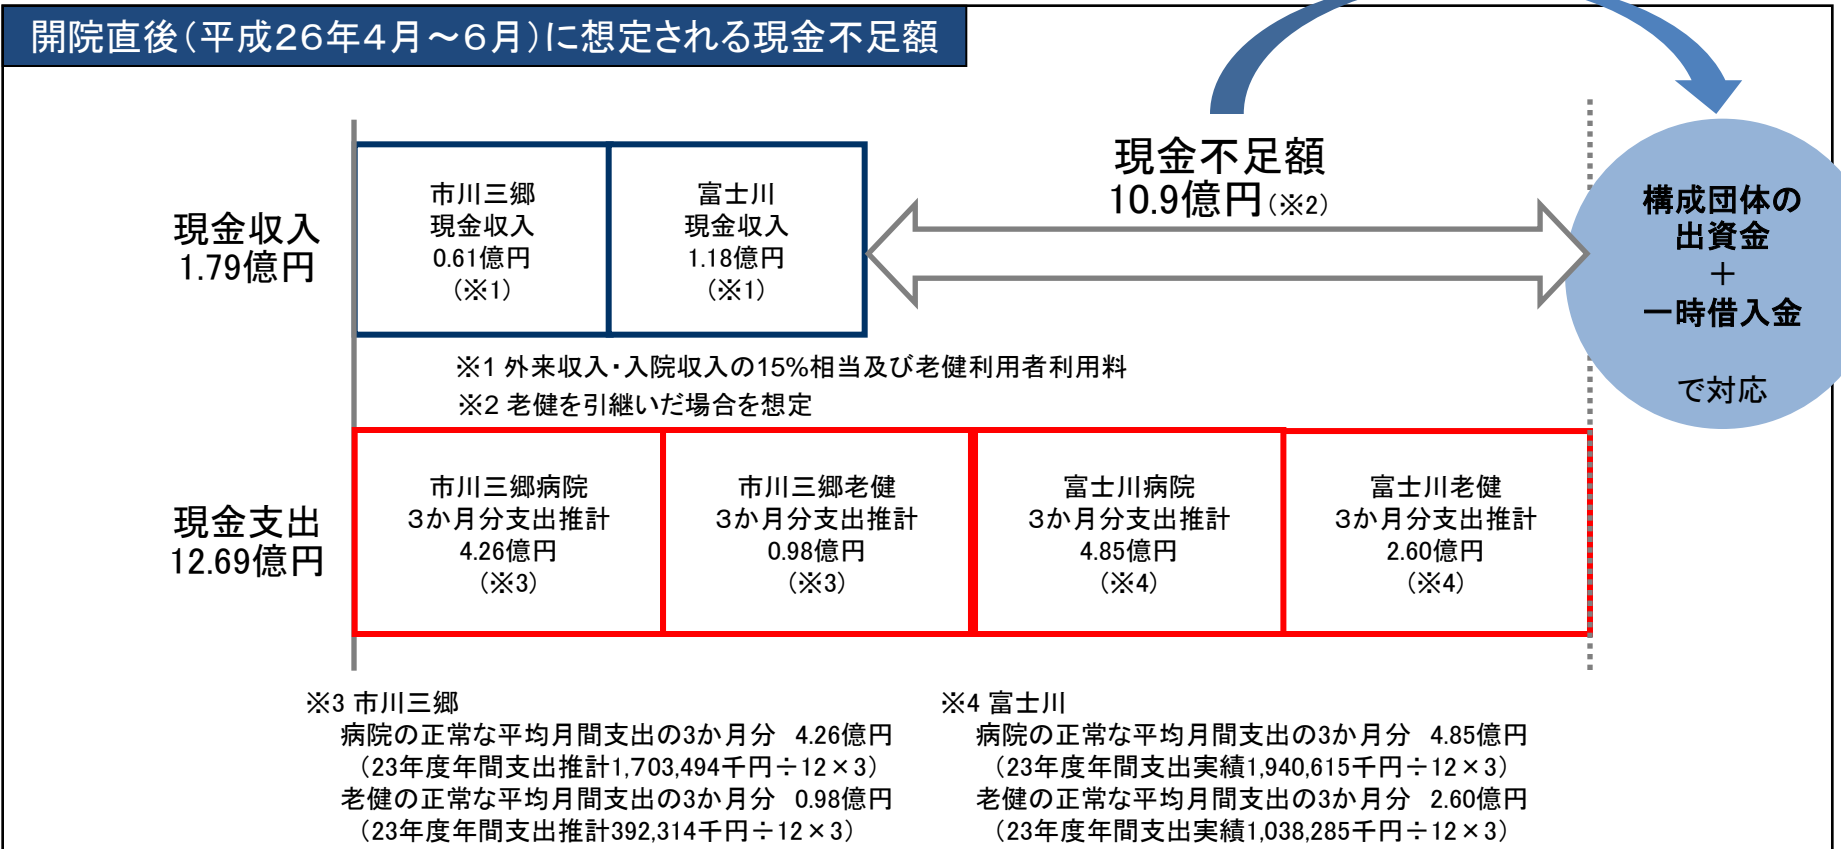 開院直後（平成２６年４月～６月）に想定される現金不足額
現金不足額
10.9億円（※2）
現金収入
1.79億円
市川三郷
現金収入
0.61億円
（※1）
富士川
現金収入
1.18億円
（※1）
構成団体の
出資金
＋
一時借入金
で対応
※1 外来収入・入院収入の15%相当及び老健利用者利用料
※2 老健を引継いだ場合を想定
現金支出
12.69億円
市川三郷病院
３か月分支出推計
4.26億円
（※3）
市川三郷老健
３か月分支出推計
0.98億円
（※3）
富士川病院
３か月分支出推計
4.85億円
（※4）
富士川老健
３か月分支出推計
2.60億円
（※4）
※3 市川三郷
病院の正常な平均月間支出の3か月分　4.26億円
（23年度年間支出推計1,703,494千円÷12×3）
老健の正常な平均月間支出の3か月分　0.98億円
（23年度年間支出推計392,314千円÷12×3）
※4 富士川
病院の正常な平均月間支出の3か月分　4.85億円
（23年度年間支出実績1,940,615千円÷12×3）
老健の正常な平均月間支出の3か月分　2.60億円
（23年度年間支出実績1,038,285千円÷12×3）